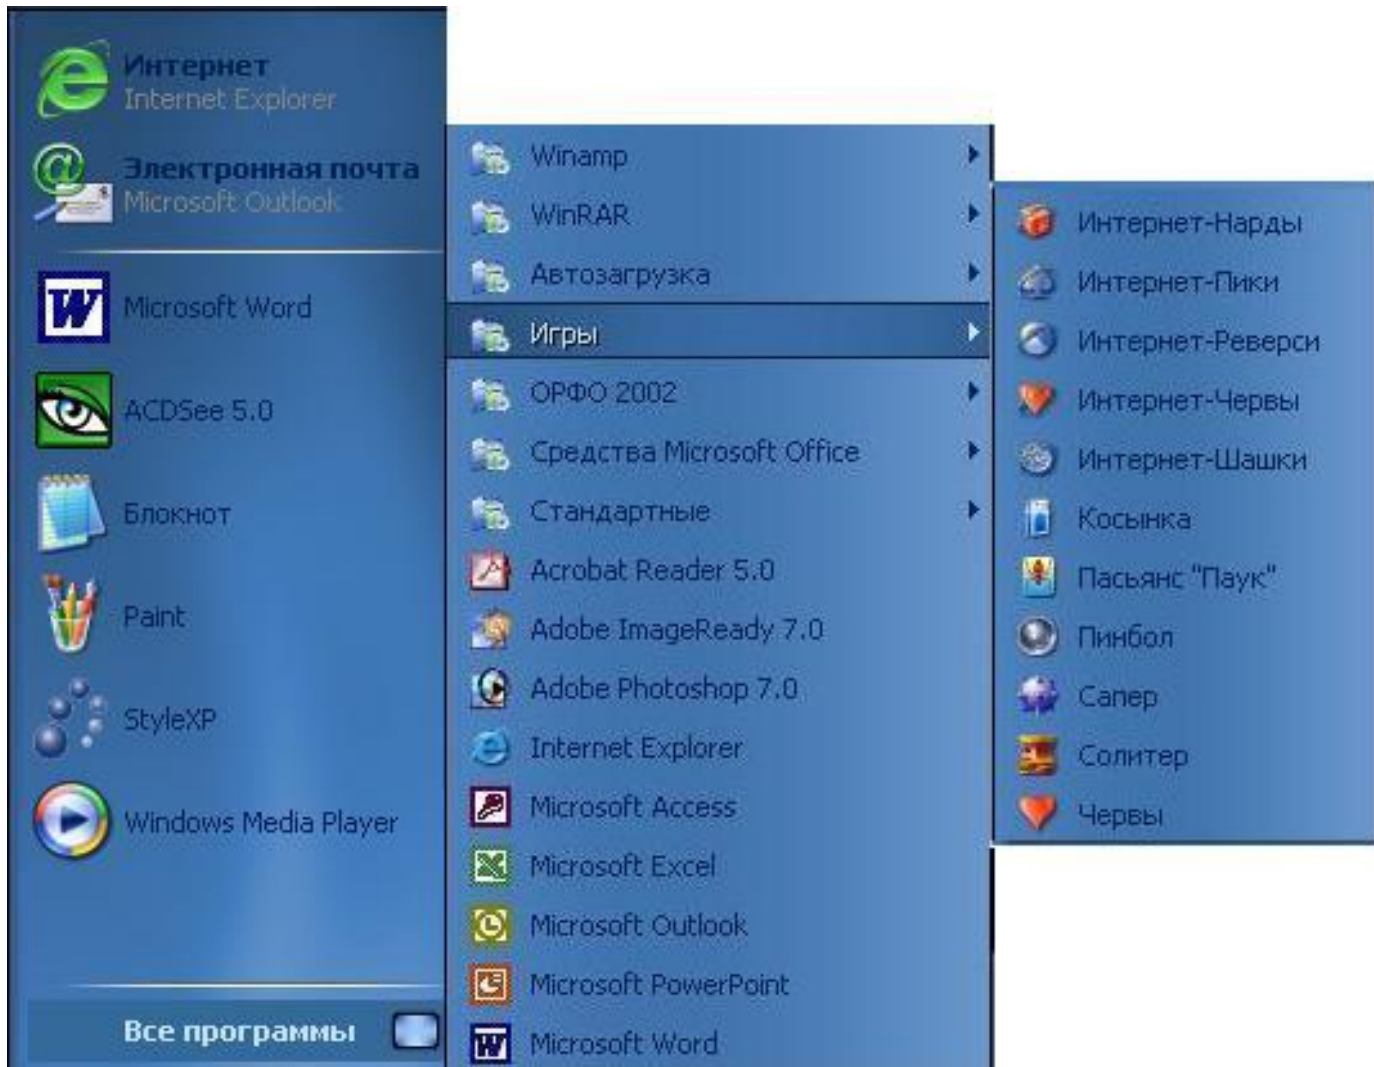 Интернет
Internet Explorer
Электронная почта
Microsoft Outlook
Microsoft Word
ACDSee 5.0
Блокнот
Paint
StyleXP
Windows Media Player
Все программы
Winamp
WinRAR
Автозагрузка
Игры
ОРФО 2002
Средства Microsoft Office
Стандартные
Acrobat Reader 5.0
Adobe ImageReady 7.0
Adobe Photoshop 7.0
Internet Explorer
Microsoft Access
Microsoft Excel
Microsoft Outlook
Microsoft PowerPoint
Microsoft Word
Интернет-Нарды
Интернет-Пики
Интернет-Реверси
Интернет-Червы
Интернет-Шашки
Косынка
Пасьянс "Паук"
Пинбол
Сапер
Солитер
Червы